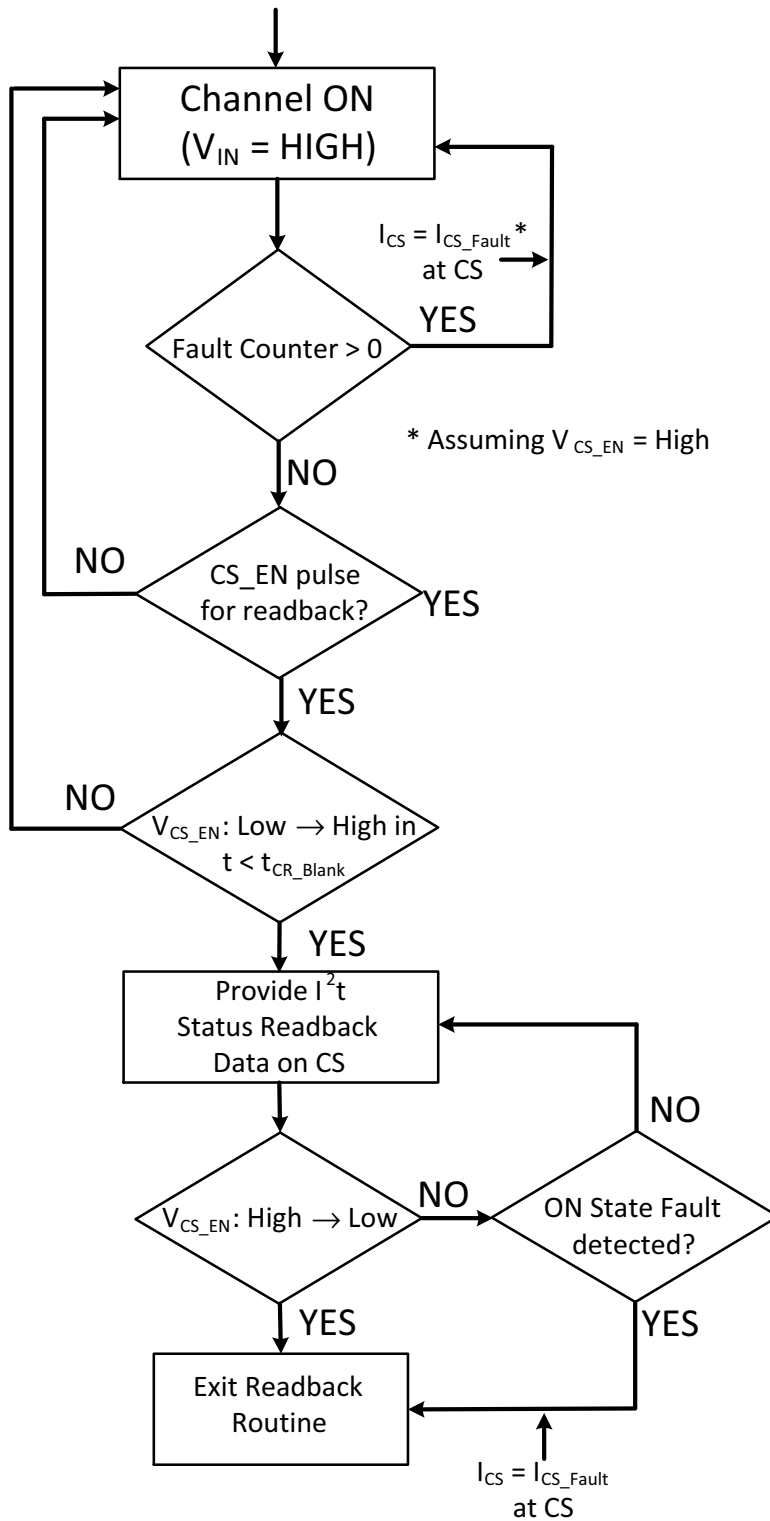 Channel ON
(V_IN = HIGH)
I_CS = I_CS_Fault *
at CS
YES
Fault Counter > 0
* Assuming V_CS_EN = High
NO
NO
CS_EN pulse
for readback?
YES
YES
NO
V_CS_EN: Low → High in
t < t_CR_Blank
YES
Provide I²t
Status Readback
Data on CS
NO
NO
V_CS_EN: High → Low
ON State Fault
detected?
YES
YES
Exit Readback
Routine
I_CS = I_CS_Fault
at CS